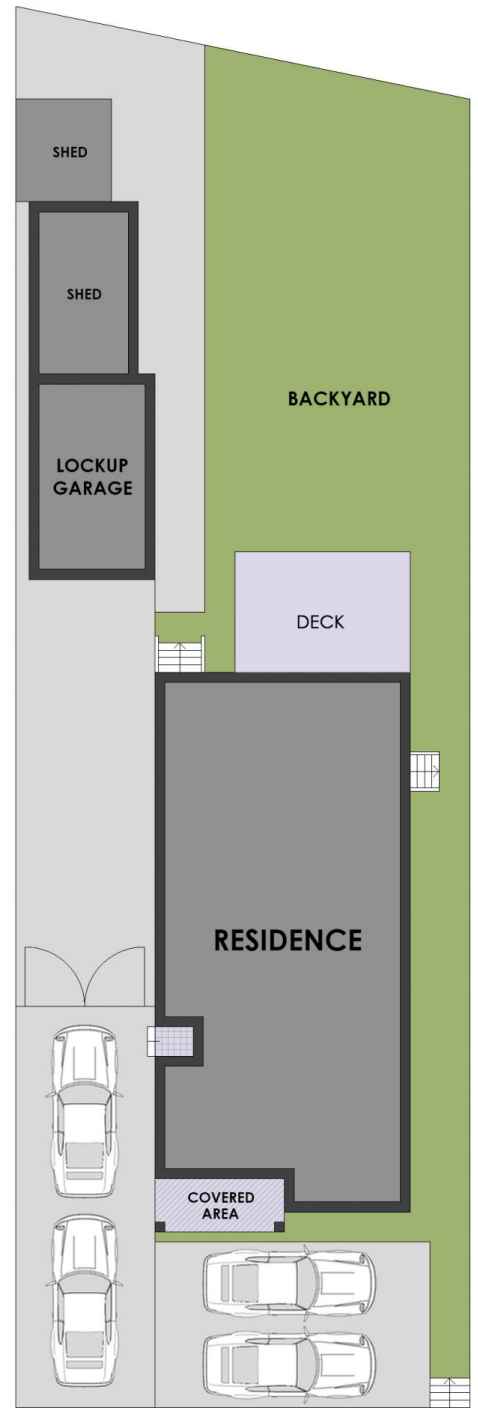 SHED
SHED
BACKYARD
LOCKUP
GARAGE
DECK
RESIDENCE
COVERED
AREA